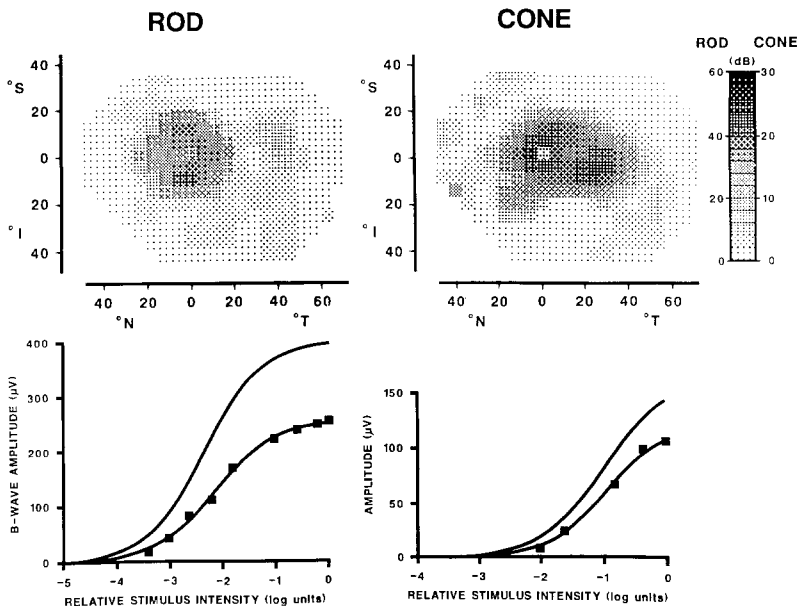 ROD
CONE
ROD CONE
(dB)
60 30
40 20
20 10
0 0
40
°S
20
0
20
°I
40
40 20 0 20 40 60
°N °T
40
°S
20
0
20
°I
40
40 20 0 20 40 60
°N °T
400
300
200
100
0
B-WAVE AMPLITUDE (μV)
-5 -4 -3 -2 -1 0
RELATIVE STIMULUS INTENSITY (log units)
150
100
50
0
AMPLITUDE (μV)
-4 -3 -2 -1 0
RELATIVE STIMULUS INTENSITY (log units)